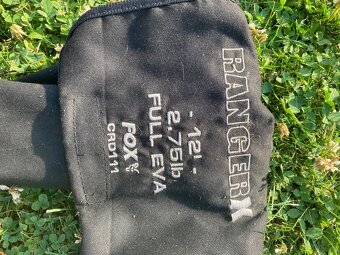 RANGER X
- 12' -
2,75lb
FULL EVA
FOX
CRD111